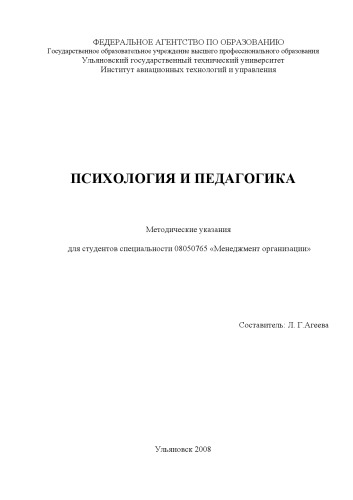 ФЕДЕРАЛЬНОЕ АГЕНТСТВО ПО ОБРАЗОВАНИЮ
Государственное образовательное учреждение высшего профессионального образования
Ульяновский государственный технический университет
Институт авиационных технологий и управления
ПСИХОЛОГИЯ И ПЕДАГОГИКА
Методические указания
для студентов специальности 08050765 «Менеджмент организации»
Составитель: Л. Г.Агеева
Ульяновск 2008